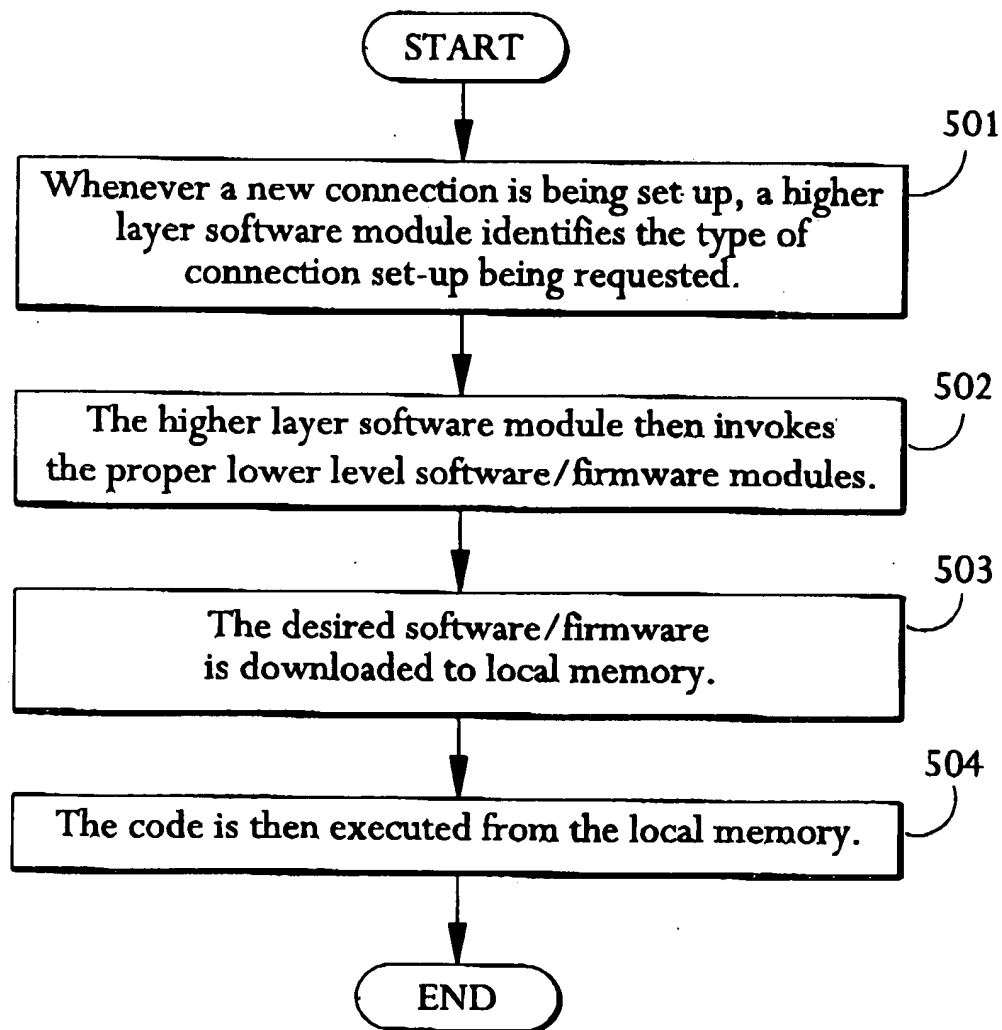 START
501
Whenever a new connection is being set up, a higher
layer software module identifies the type of
connection set-up being requested.
502
The higher layer software module then invokes
the proper lower level software/firmware modules.
503
The desired software/firmware
is downloaded to local memory.
504
The code is then executed from the local memory.
END